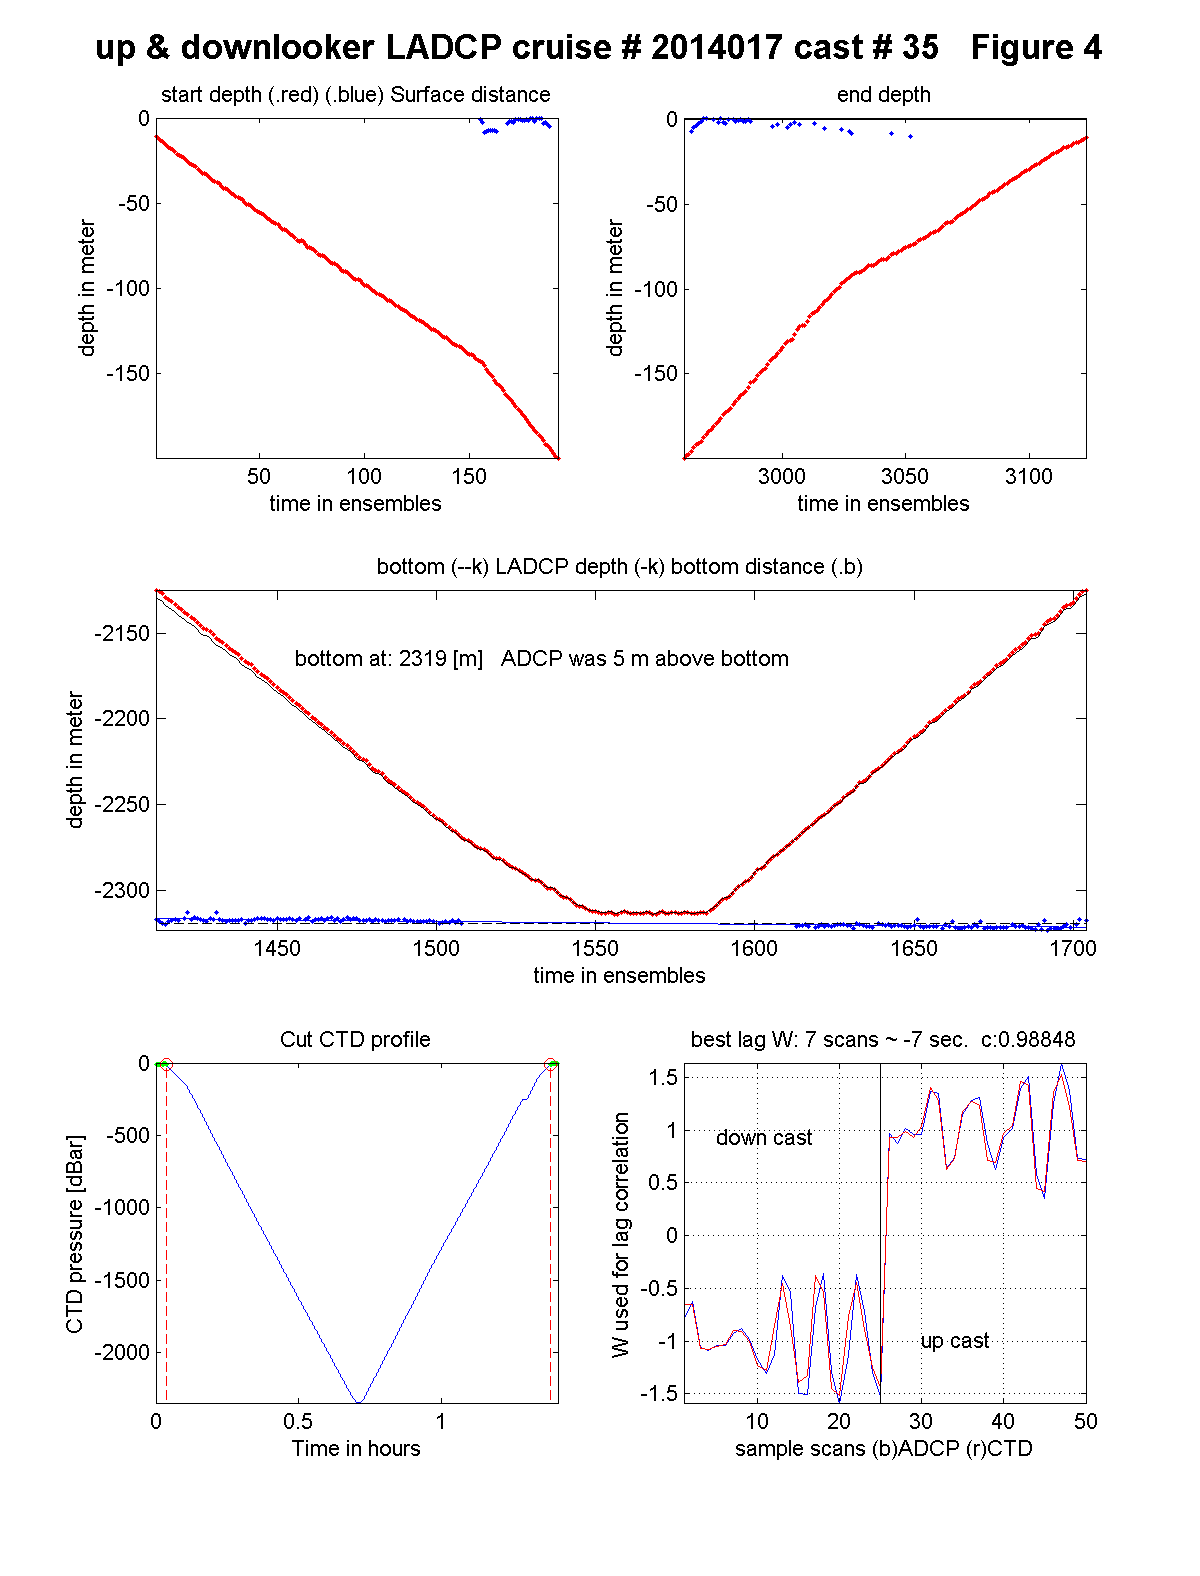 up & downlooker LADCP cruise # 2014017 cast # 35 Figure 4
start depth (.red) (.blue) Surface distance
0
-50
-100
-150
depth in meter
50 100 150
time in ensembles
end depth
0
-50
-100
-150
depth in meter
3000 3050 3100
time in ensembles
bottom (--k) LADCP depth (-k) bottom distance (.b)
-2150
-2200
-2250
-2300
depth in meter
bottom at: 2319 [m] ADCP was 5 m above bottom
1450 1500 1550 1600 1650 1700
time in ensembles
Cut CTD profile
0
-500
-1000
-1500
-2000
CTD pressure [dBar]
0 0.5 1
Time in hours
best lag W: 7 scans ~ -7 sec. c:0.98848
1.5
1
0.5
0
-0.5
-1
-1.5
W used for lag correlation
down cast
up cast
10 20 30 40 50
sample scans (b)ADCP (r)CTD